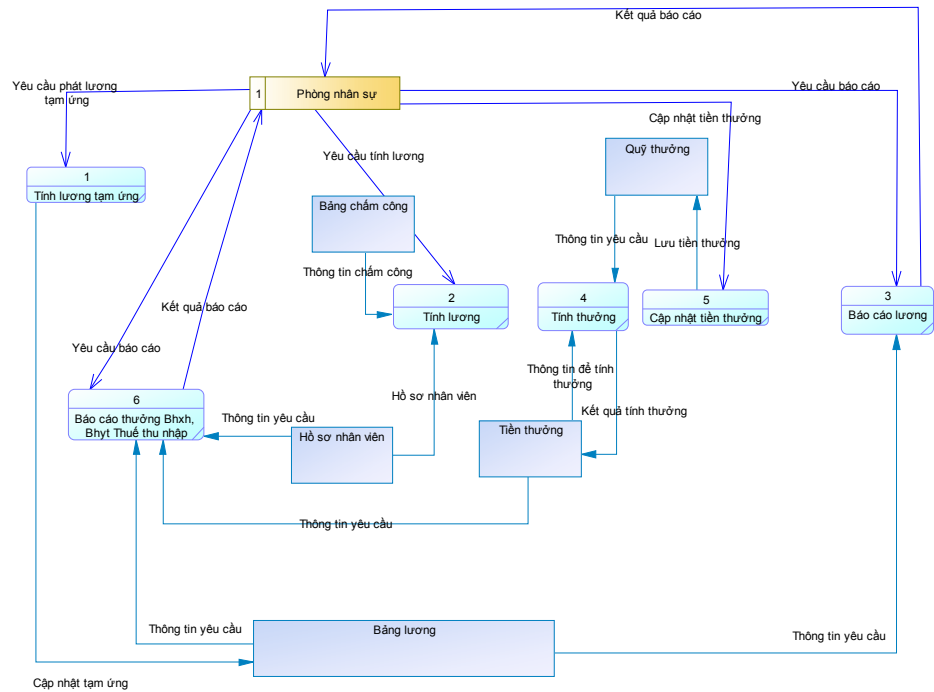 Kết quả báo cáo
Yêu cầu phát lương
tạm ứng
1
Phòng nhân sự
Yêu cầu báo cáo
Cập nhật tiền thưởng
Yêu cầu tính lương
Quỹ thưởng
1
Tính lương tạm ứng
Bảng chấm công
Thông tin yêu cầu
Lưu tiền thưởng
Thông tin chấm công
2
Tính lương
4
Tính thưởng
5
Cập nhật tiền thưởng
3
Báo cáo lương
Kết quả báo cáo
Yêu cầu báo cáo
Thông tin để tính
thưởng
Hồ sơ nhân viên
Kết quả tính thưởng
6
Báo cáo thưởng Bhxh,
Bhyt Thuế thu nhập
Thông tin yêu cầu
Hồ sơ nhân viên
Tiền thưởng
Thông tin yêu cầu
Thông tin yêu cầu
Bảng lương
Thông tin yêu cầu
Cập nhật tạm ứng